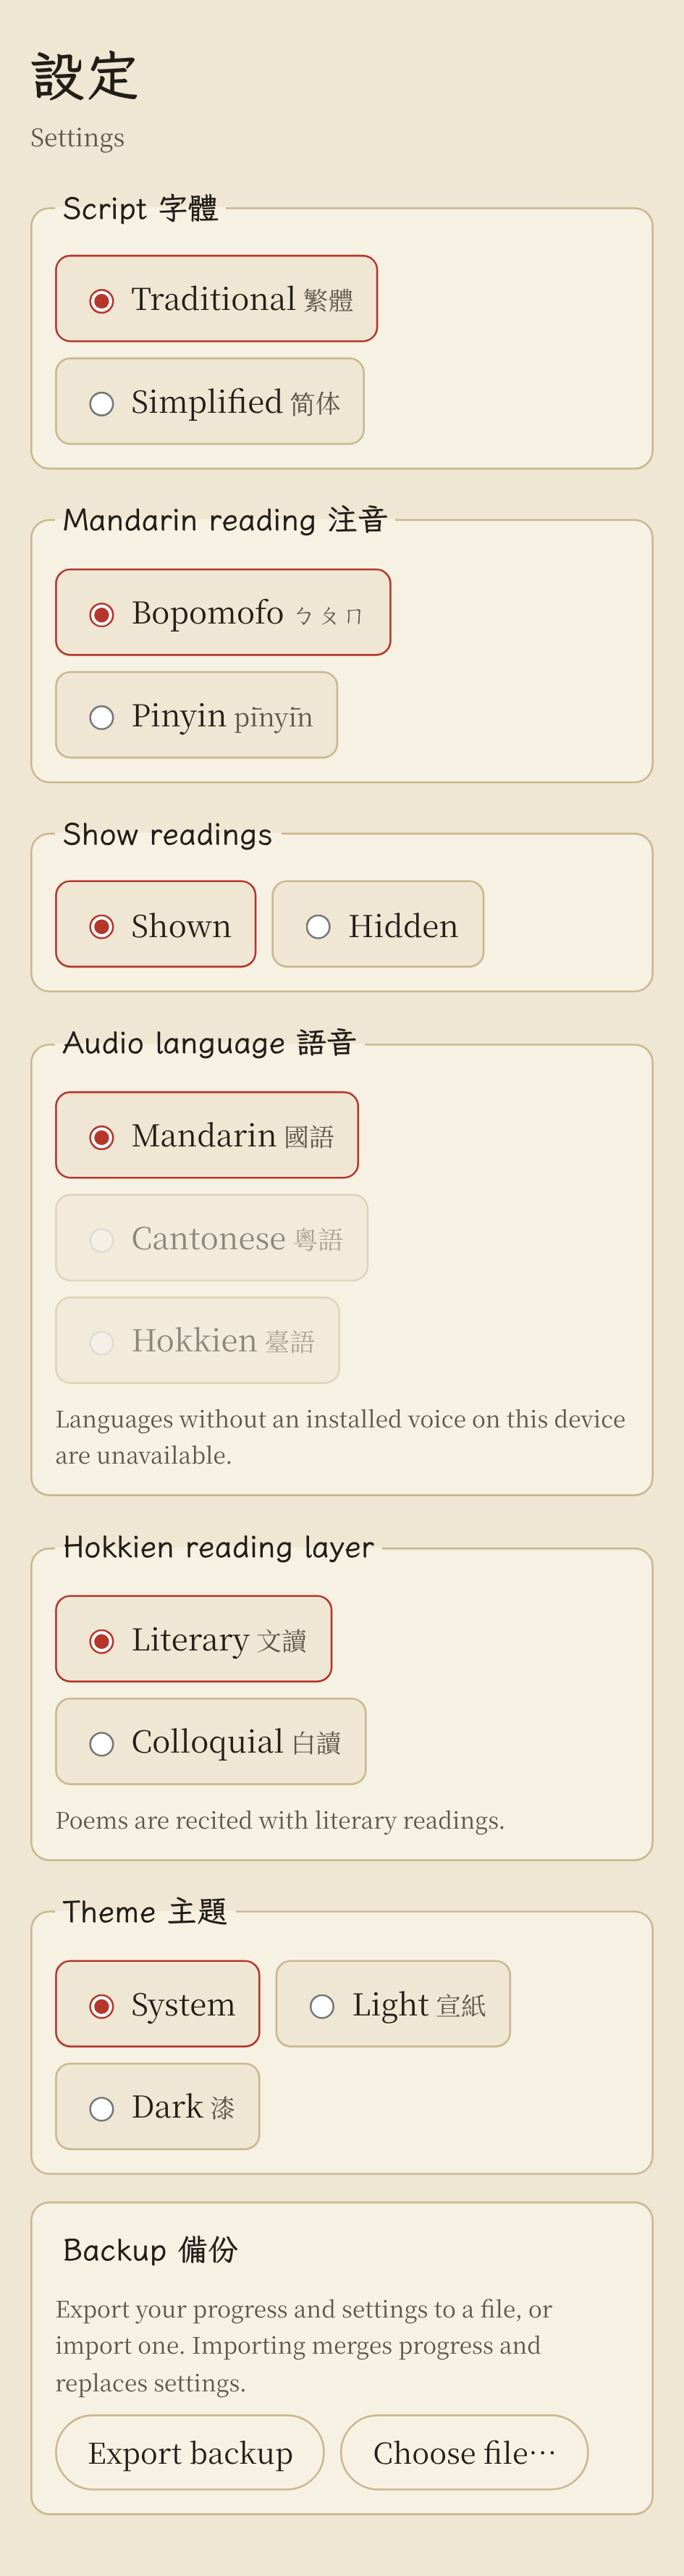 設定
Settings
Script 字體
Traditional 繁體
Simplified 简体
Mandarin reading 注音
Bopomofo ㄅㄆㄇ
Pinyin pīnyīn
Show readings
Shown
Hidden
Audio language 語音
Mandarin 國語
Cantonese 粵語
Hokkien 臺語
Languages without an installed voice on this device
are unavailable.
Hokkien reading layer
Literary 文讀
Colloquial 白讀
Poems are recited with literary readings.
Theme 主題
System
Light 宣紙
Dark 漆
Backup 備份
Export your progress and settings to a file, or
import one. Importing merges progress and
replaces settings.
Export backup
Choose file…